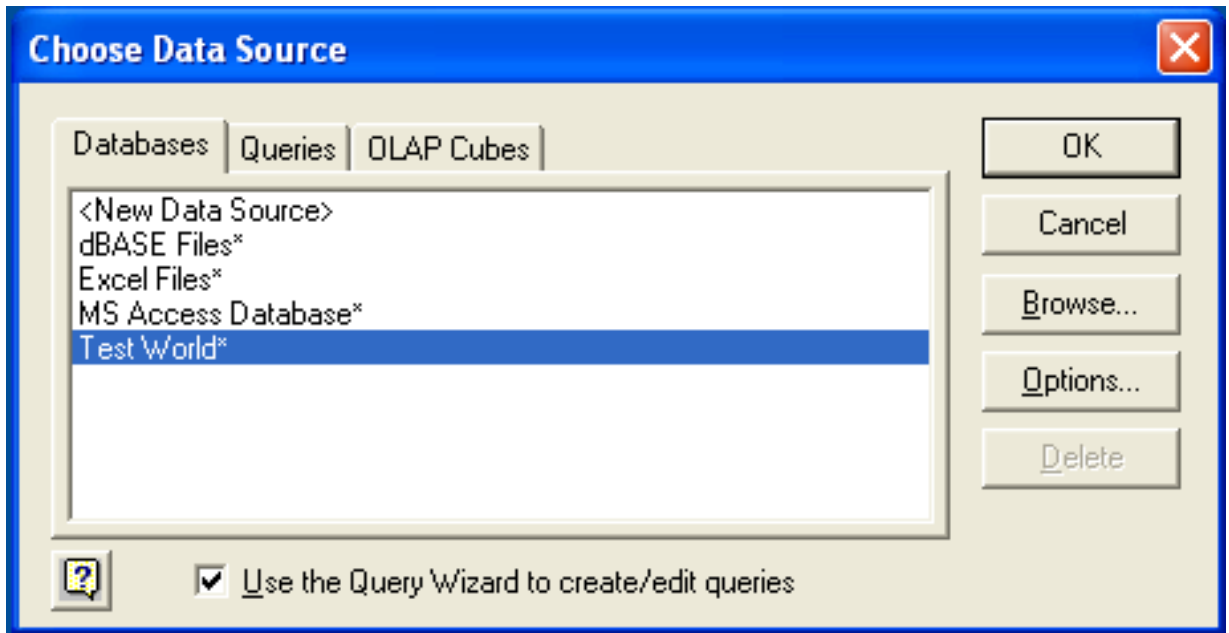 Choose Data Source
Databases Queries OLAP Cubes
<New Data Source>
dBASE Files*
Excel Files*
MS Access Database*
Test World*
OK
Cancel
Browse...
Options...
Delete
?
Use the Query Wizard to create/edit queries